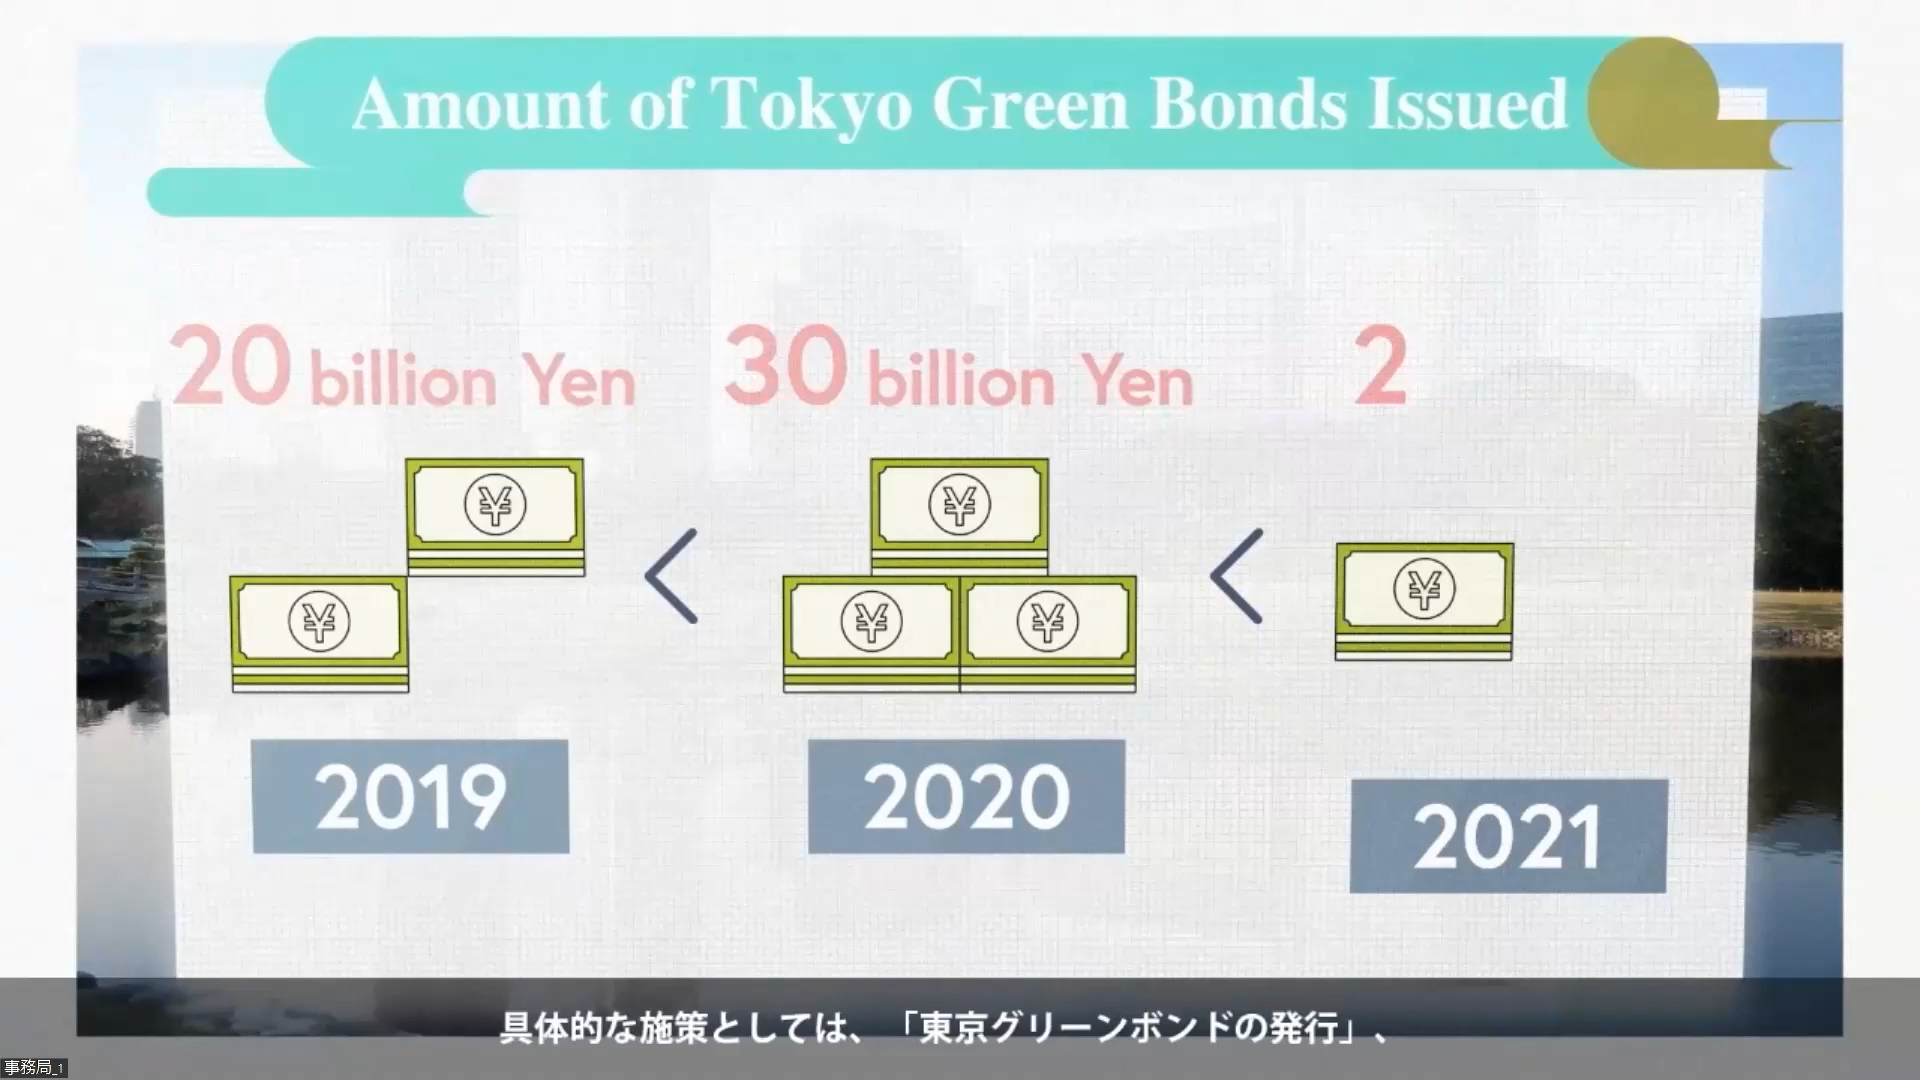 Amount of Tokyo Green Bonds Issued
20 billion Yen
30 billion Yen
2
<
<
¥
¥
¥
¥
¥
¥
2019
2020
2021
具体的な施策としては、「東京グリーンボンドの発行」、
事務局_1